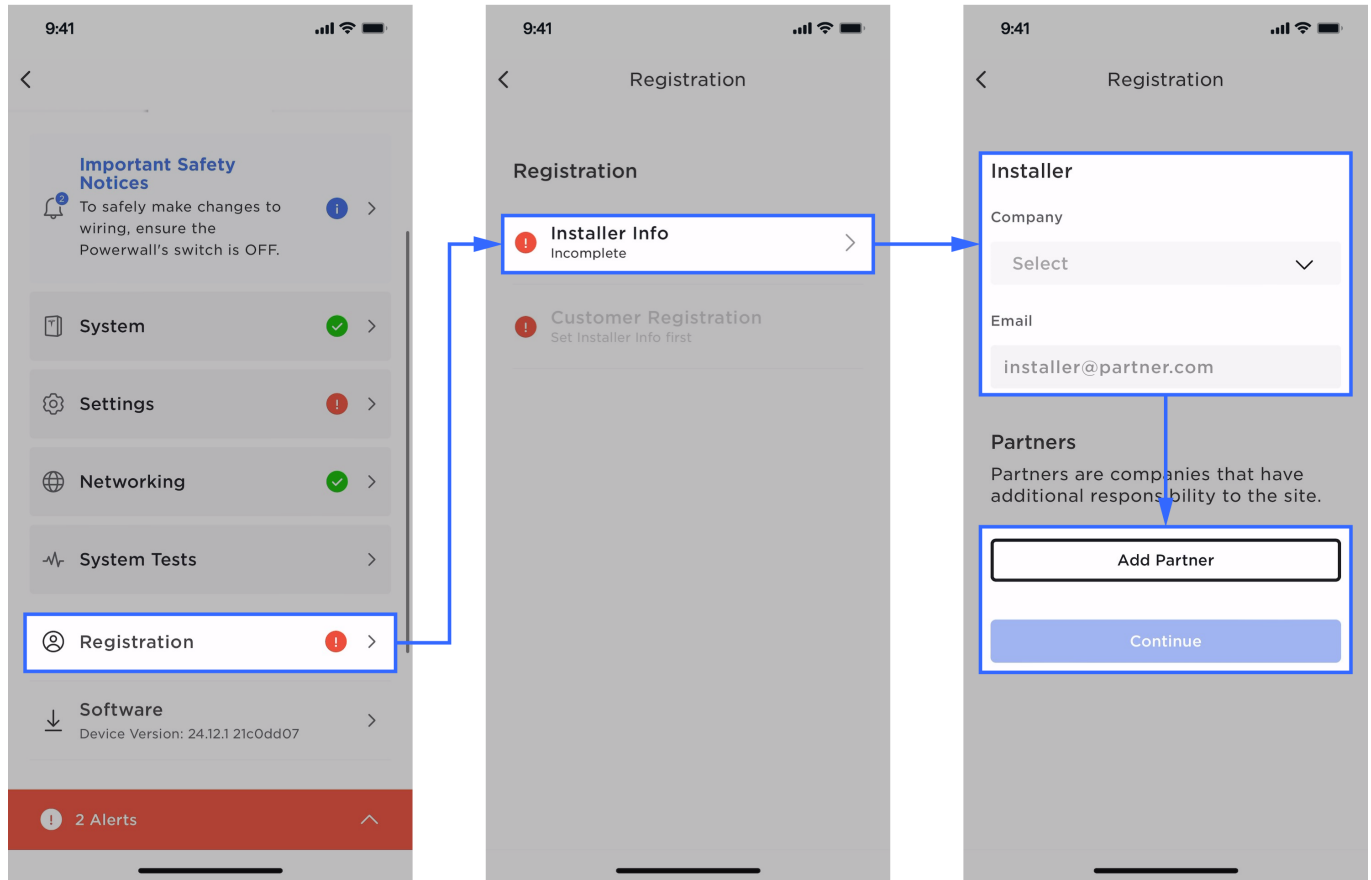 9:41
Important Safety
Notices
2
To safely make changes to
wiring, ensure the
Powerwall's switch is OFF.
System
Settings
Networking
System Tests
Registration
Software
Device Version: 24.12.1 21c0dd07
2 Alerts
9:41
Registration
Registration
Installer Info
Incomplete
Customer Registration
Set Installer Info first
9:41
Registration
Installer
Company
Select
Email
installer@partner.com
Partners
Partners are companies that have
additional responsibility to the site.
Add Partner
Continue